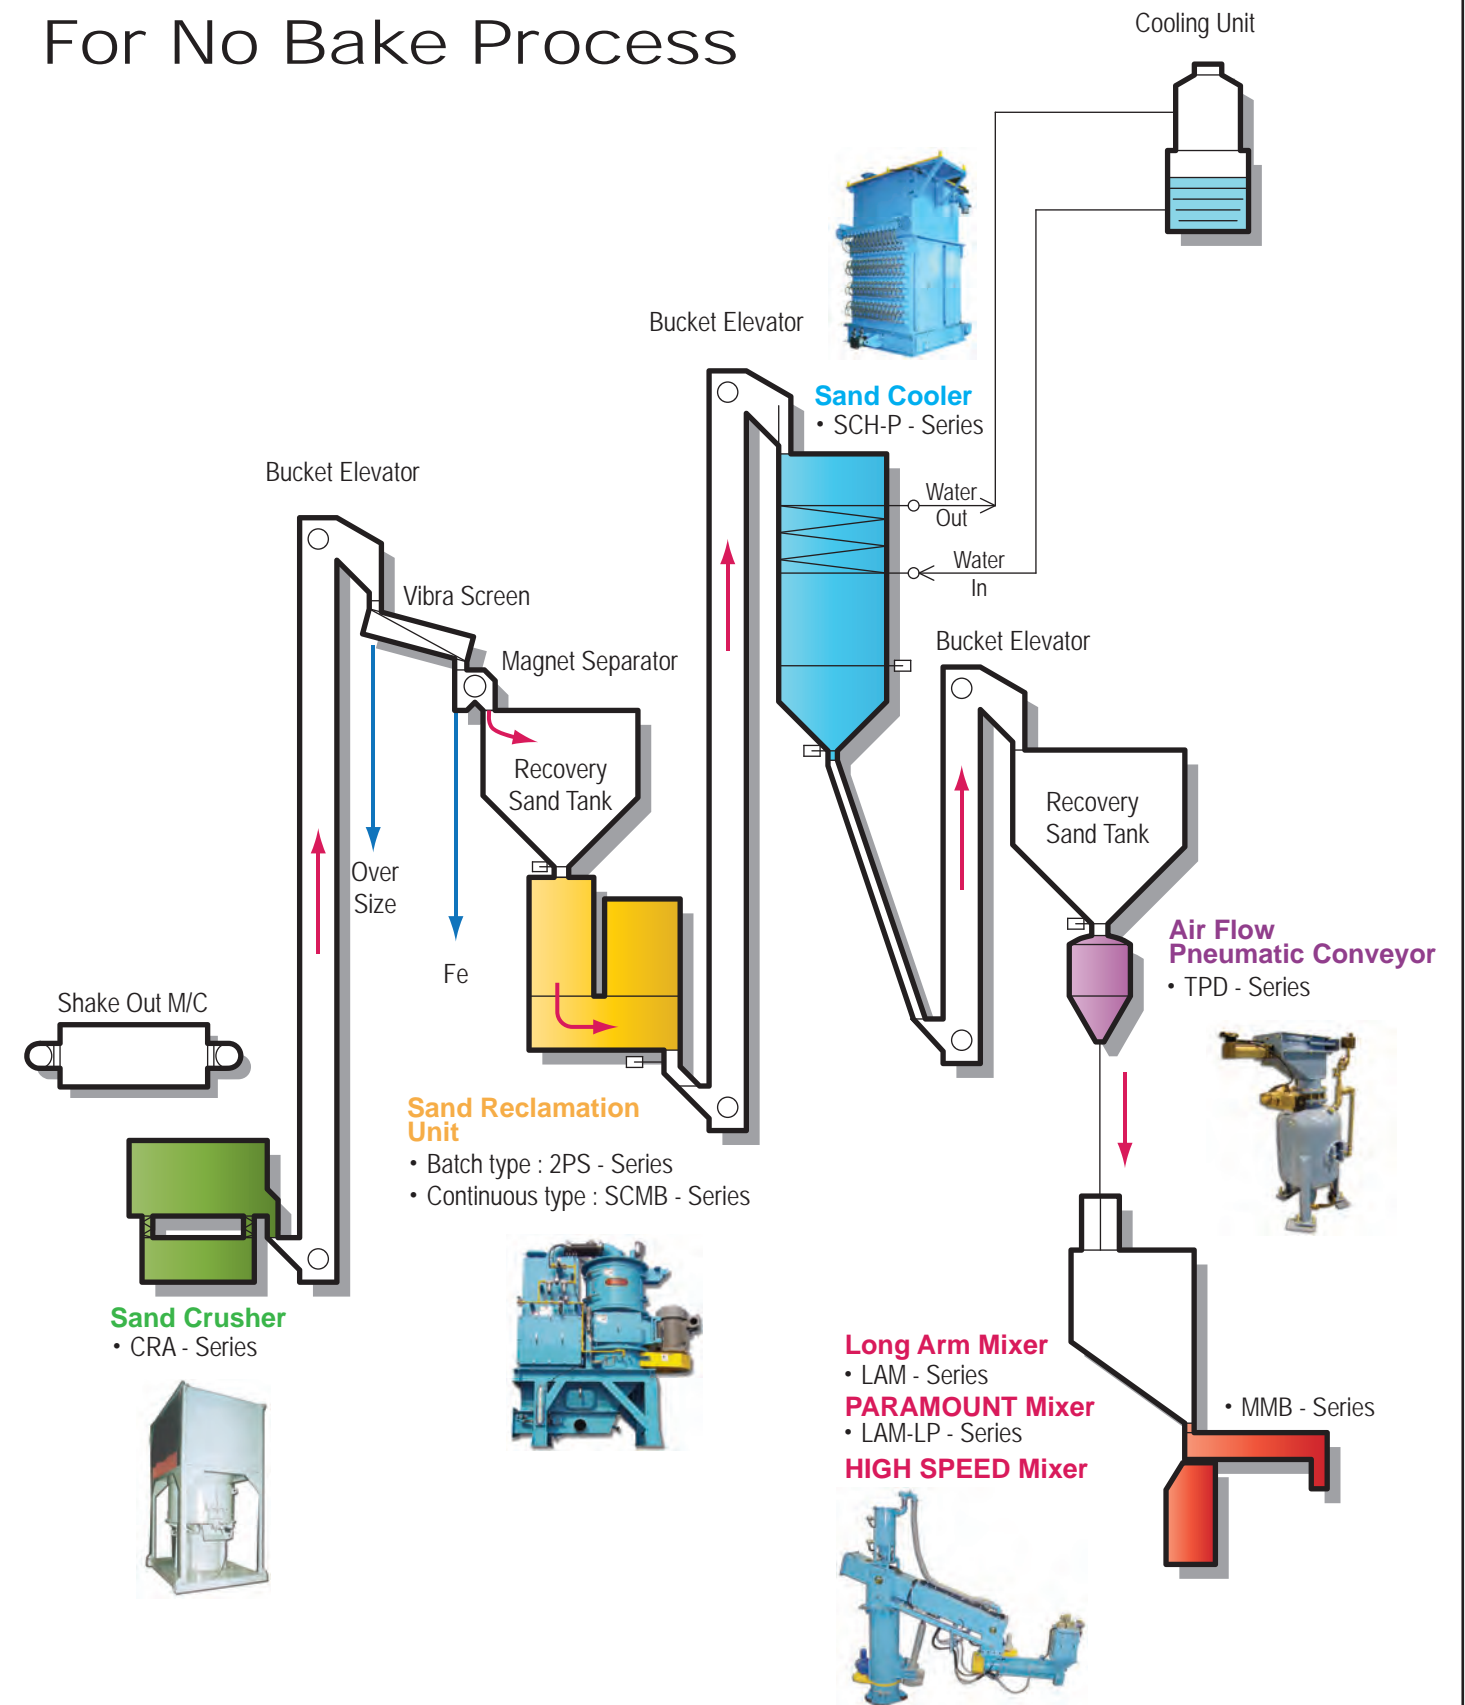 For No Bake Process
Cooling Unit
Bucket Elevator
Sand Cooler
• SCH-P - Series
Bucket Elevator
Water
Out
Water
In
Vibra Screen
Bucket Elevator
Magnet Separator
Recovery
Sand Tank
Recovery
Sand Tank
Over
Size
Air Flow
Pneumatic Conveyor
• TPD - Series
Fe
Shake Out M/C
Sand Reclamation
Unit
• Batch type : 2PS - Series
• Continuous type : SCMB - Series
Sand Crusher
• CRA - Series
Long Arm Mixer
• LAM - Series
PARAMOUNT Mixer
• LAM-LP - Series
HIGH SPEED Mixer
• MMB - Series